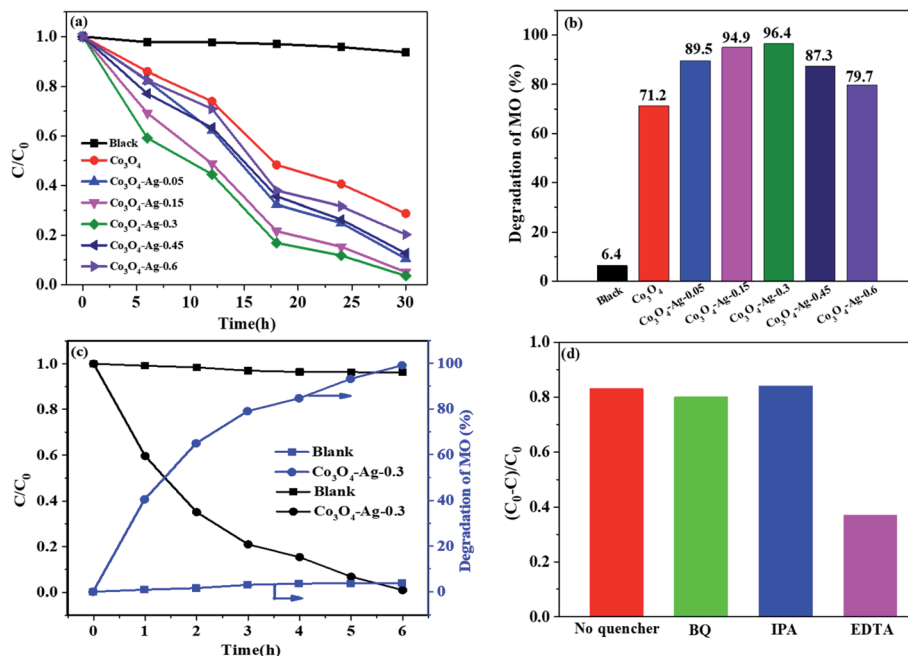 (a)
1.0
0.8
0.6
0.4
0.2
0.0
C/C₀
Black
Co₃O₄
Co₃O₄-Ag-0.05
Co₃O₄-Ag-0.15
Co₃O₄-Ag-0.3
Co₃O₄-Ag-0.45
Co₃O₄-Ag-0.6
0 5 10 15 20 25 30
Time(h)
(b)
Degradation of MO (%)
100
80
60
40
20
0
6.4
71.2
89.5
94.9
96.4
87.3
79.7
Black
Co₃O₄
Co₃O₄-Ag-0.05
Co₃O₄-Ag-0.15
Co₃O₄-Ag-0.3
Co₃O₄-Ag-0.45
Co₃O₄-Ag-0.6
(c)
1.0
0.8
0.6
0.4
0.2
0.0
C/C₀
Blank
Co₃O₄-Ag-0.3
Blank
Co₃O₄-Ag-0.3
100
80
60
40
20
0
Degradation of MO (%)
0 1 2 3 4 5 6
Time(h)
(d)
1.0
0.8
0.6
0.4
0.2
0.0
(C₀-C)/C₀
No quencher BQ IPA EDTA